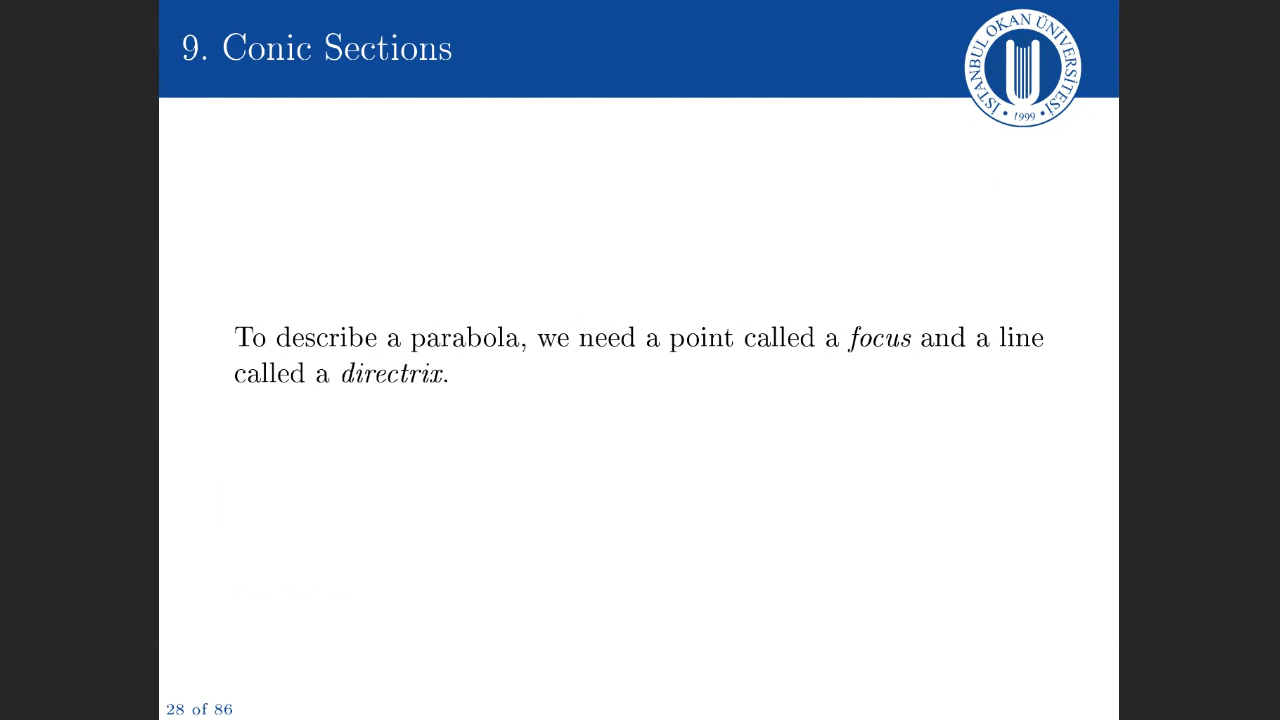 9. Conic Sections
İSTANBUL OKAN ÜNİVERSİTESİ
• 1999 •
To describe a parabola, we need a point called a focus and a line
called a directrix.
28 of 86